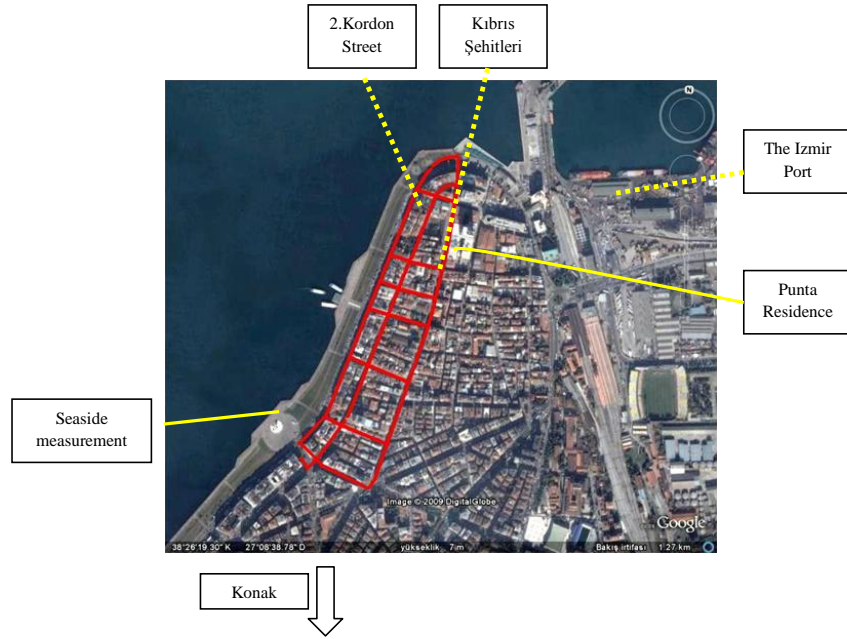 2.Kordon
Street
Kıbrıs
Şehitleri
N
The Izmir
Port
Punta
Residence
Seaside
measurement
Image © 2009 DigitalGlobe
Google
38°26'19.30" K 27°08'38.78" D yükseklik 7 m Bakış irtifası 1.27 km
Konak